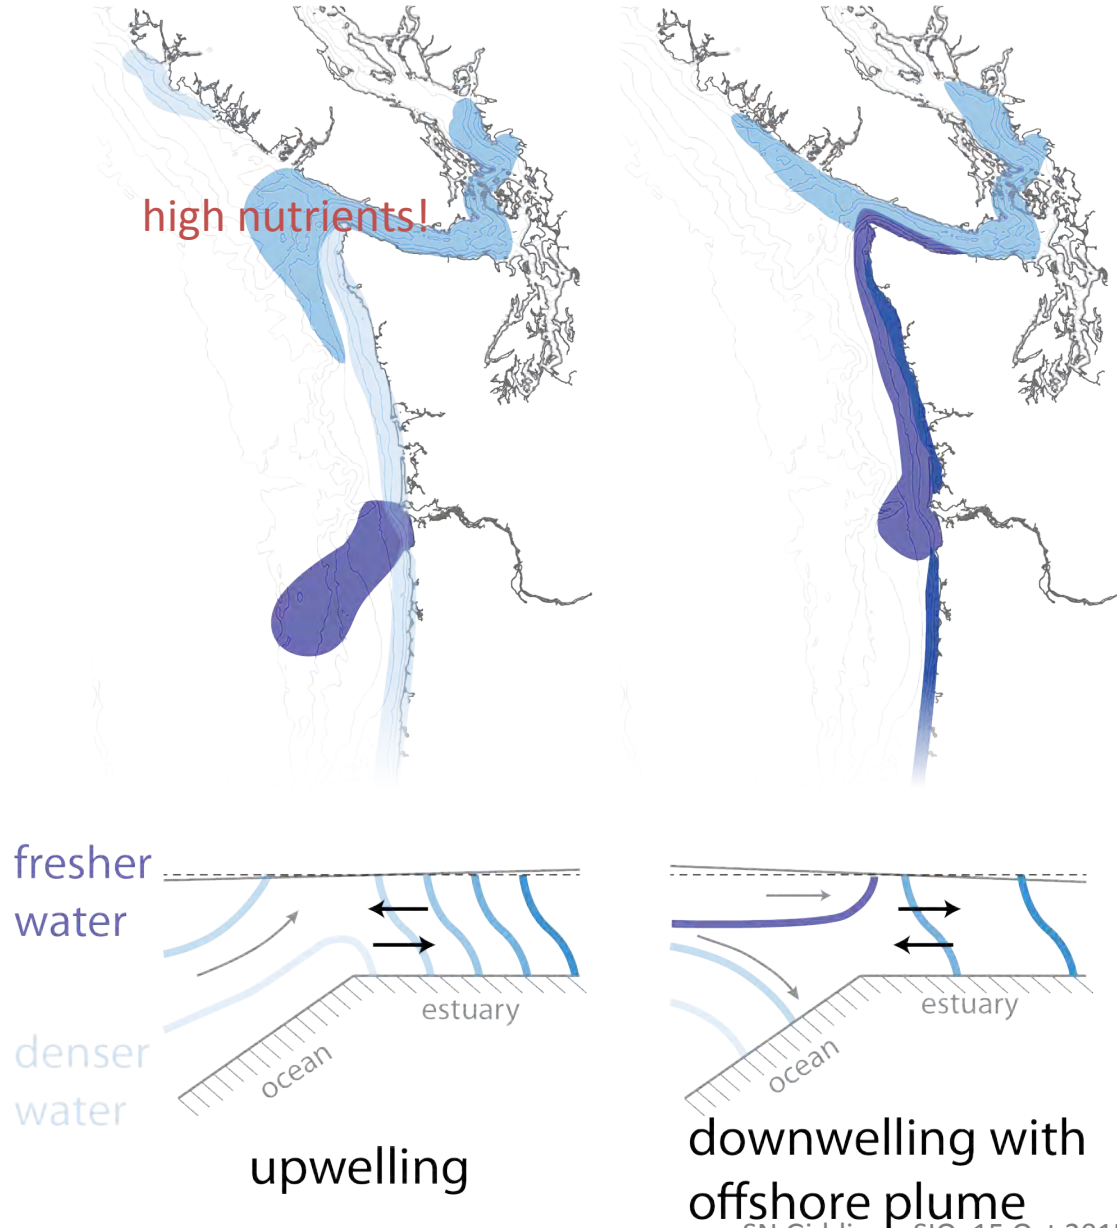 high nutrients!
fresher
water
estuary
ocean
denser
water
upwelling
estuary
ocean
downwelling with
offshore plume